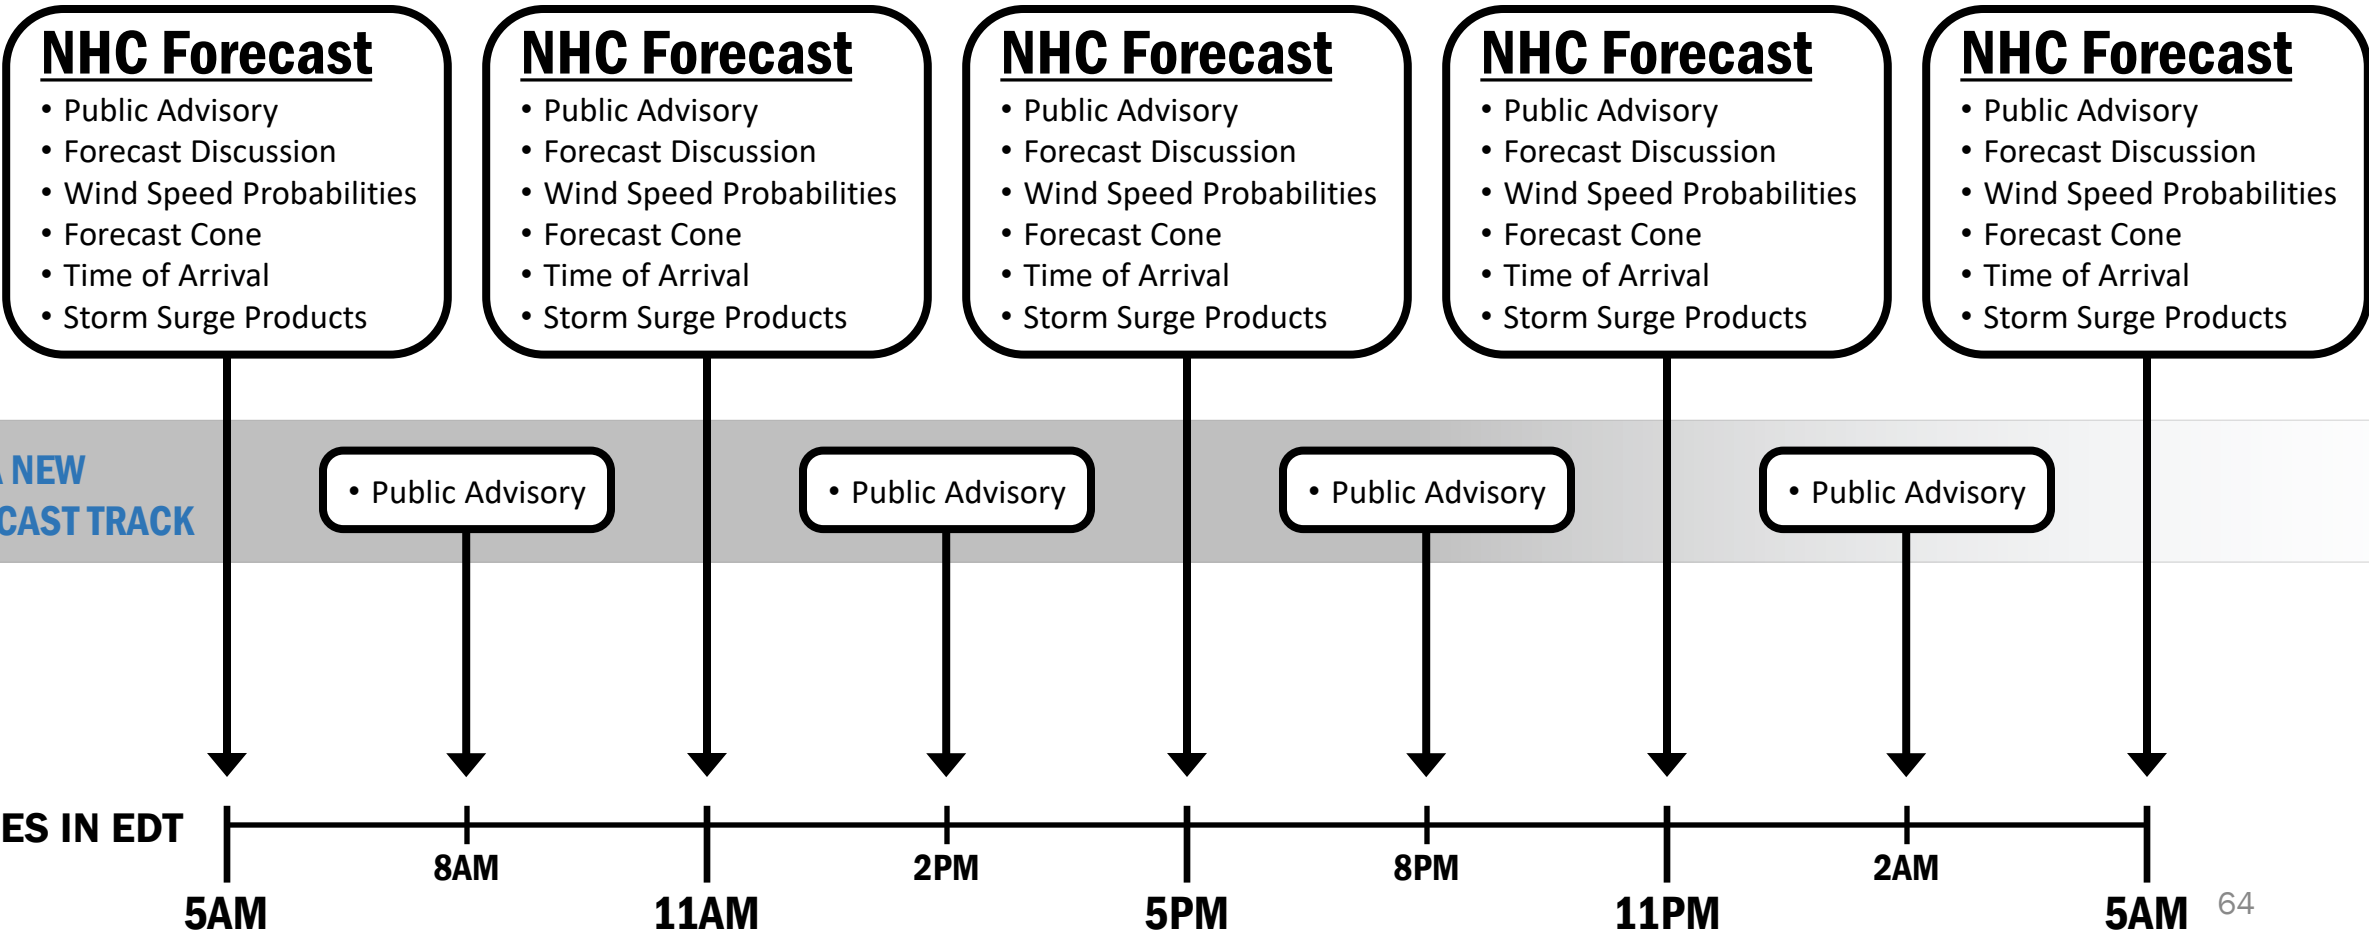 NHC Forecast
• Public Advisory
• Forecast Discussion
• Wind Speed Probabilities
• Forecast Cone
• Time of Arrival
• Storm Surge Products
NHC Forecast
• Public Advisory
• Forecast Discussion
• Wind Speed Probabilities
• Forecast Cone
• Time of Arrival
• Storm Surge Products
NHC Forecast
• Public Advisory
• Forecast Discussion
• Wind Speed Probabilities
• Forecast Cone
• Time of Arrival
• Storm Surge Products
NHC Forecast
• Public Advisory
• Forecast Discussion
• Wind Speed Probabilities
• Forecast Cone
• Time of Arrival
• Storm Surge Products
NHC Forecast
• Public Advisory
• Forecast Discussion
• Wind Speed Probabilities
• Forecast Cone
• Time of Arrival
• Storm Surge Products
A NEW
CAST TRACK
• Public Advisory
• Public Advisory
• Public Advisory
• Public Advisory
ES IN EDT
5AM
8AM
11AM
2PM
5PM
8PM
11PM
2AM
5AM
64